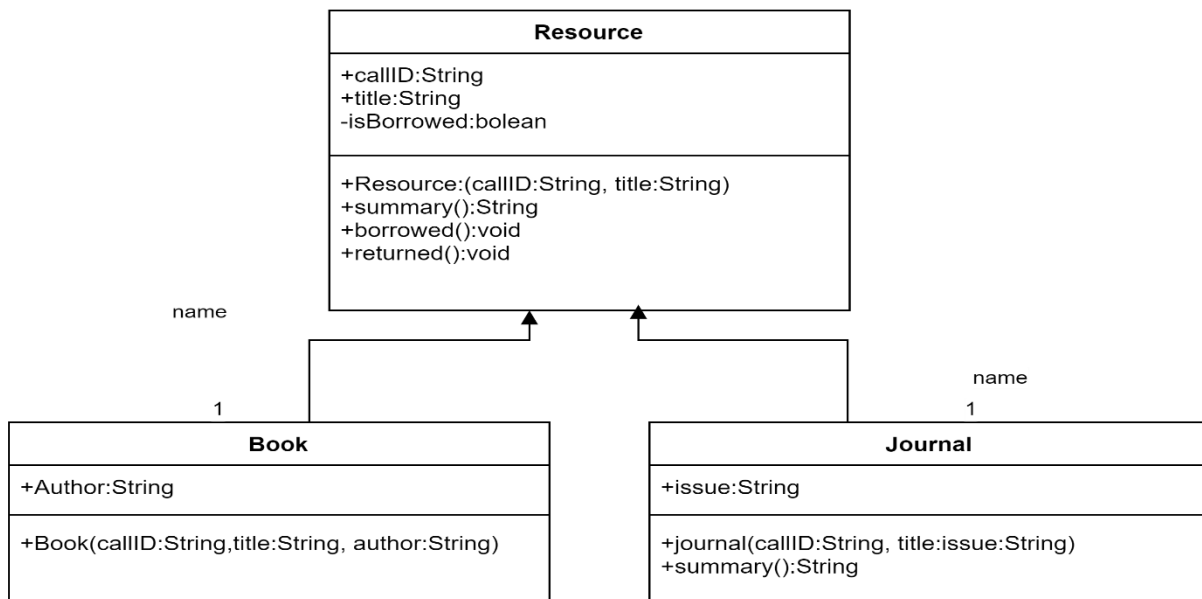 Resource
+callID:String
+title:String
-isBorrowed:bolean
+Resource:(callID:String, title:String)
+summary():String
+borrowed():void
+returned():void
name
name
1
1
Book
+Author:String
+Book(callID:String,title:String, author:String)
Journal
+issue:String
+journal(callID:String, title:issue:String)
+summary():String